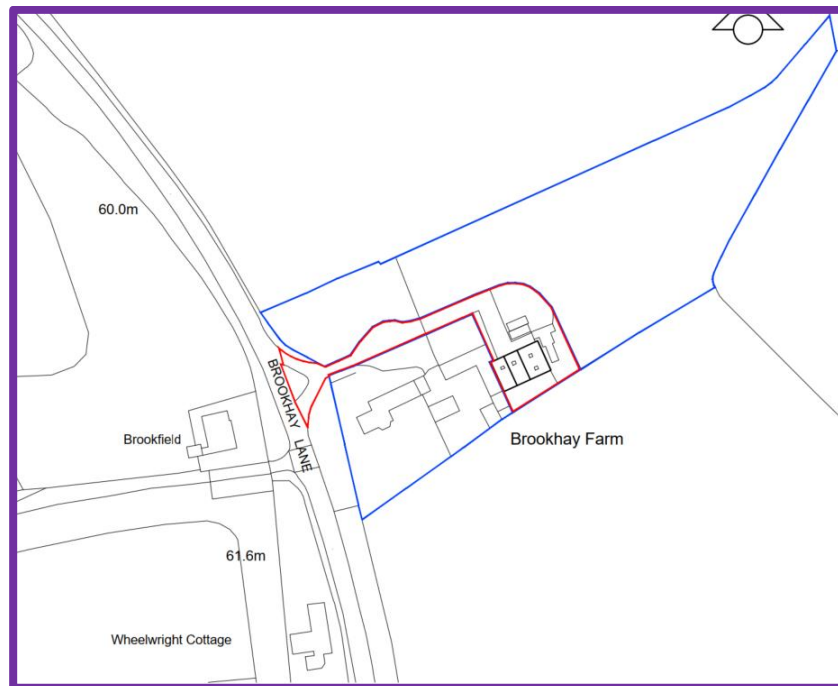 60.0m
BROOKHAY LANE
Brookfield
Brookhay Farm
61.6m
Wheelwright Cottage